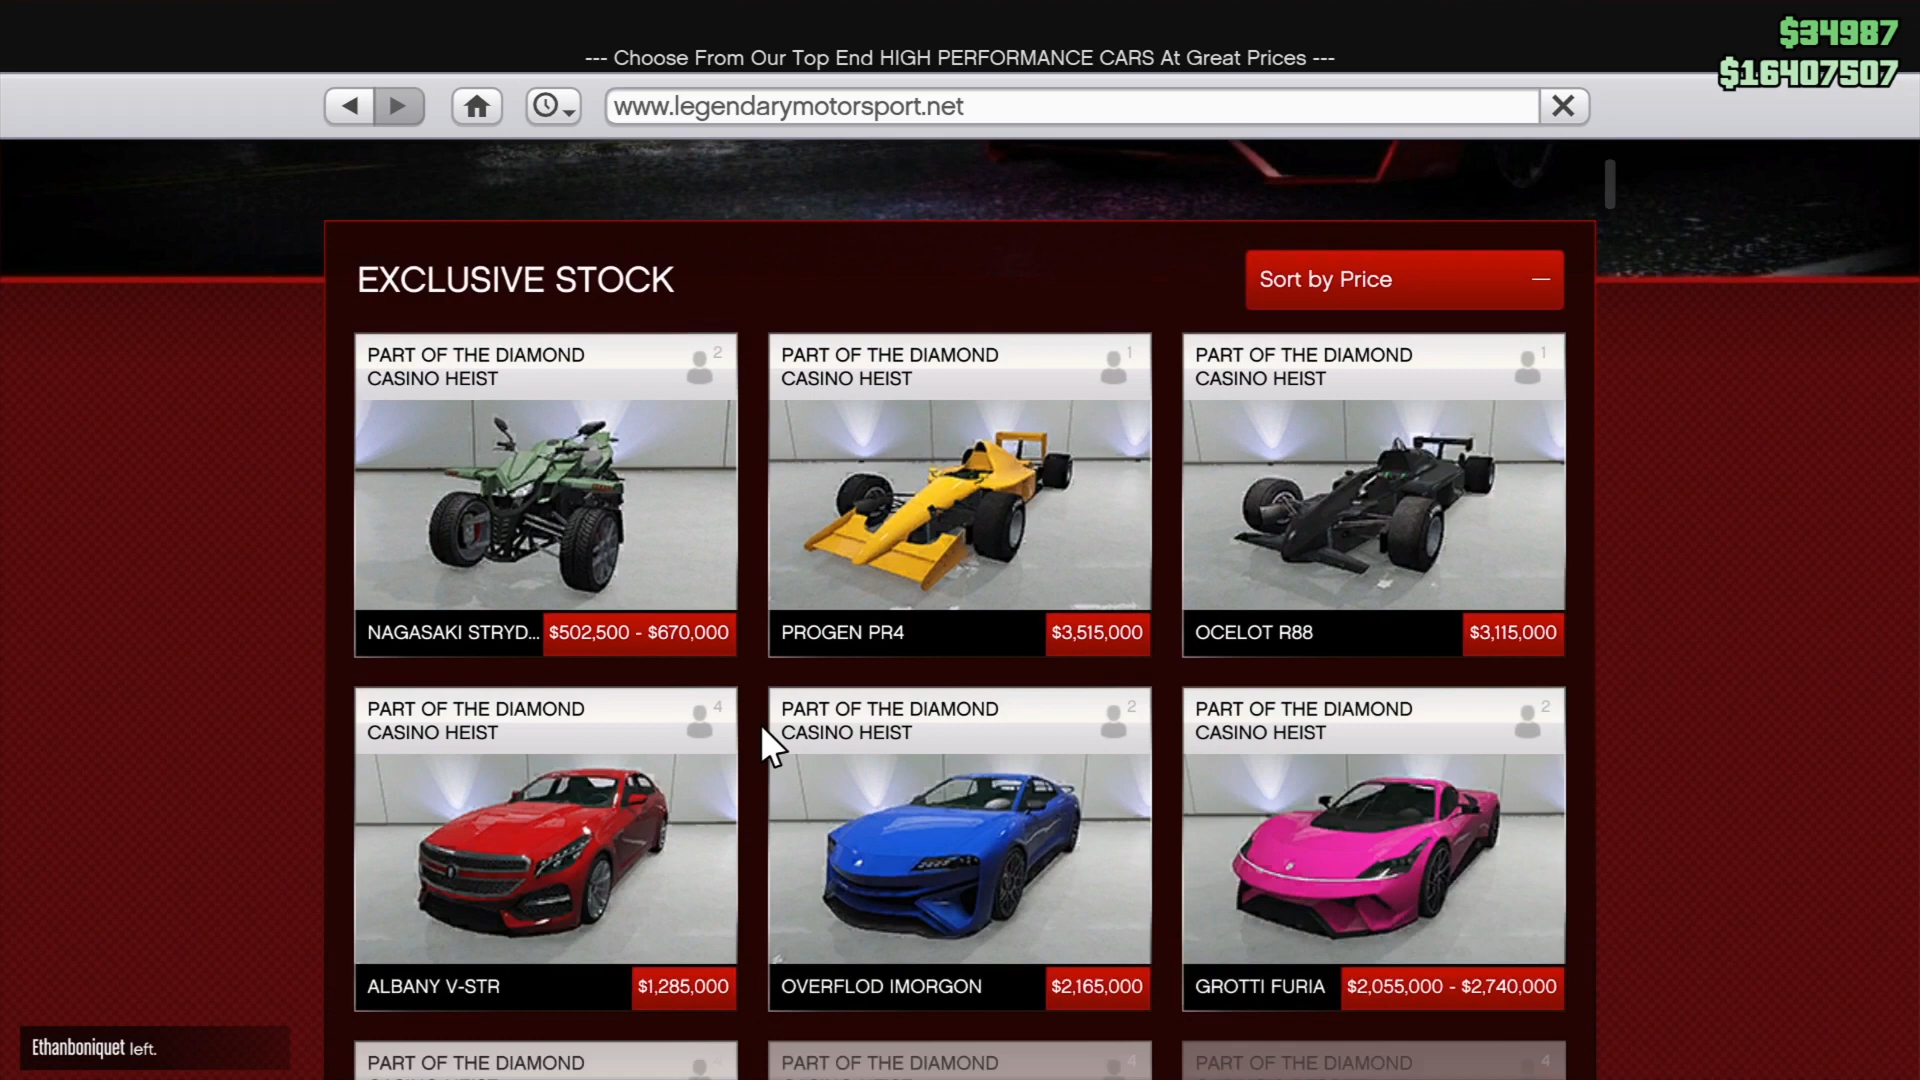 $34987
--- Choose From Our Top End HIGH PERFORMANCE CARS At Great Prices ---
$16407507
www.legendarymotorsport.net
EXCLUSIVE STOCK
Sort by Price
PART OF THE DIAMOND
CASINO HEIST
2
NAGASAKI STRYD...
$502,500 - $670,000
PART OF THE DIAMOND
CASINO HEIST
1
PROGEN PR4
$3,515,000
PART OF THE DIAMOND
CASINO HEIST
1
OCELOT R88
$3,115,000
PART OF THE DIAMOND
CASINO HEIST
4
ALBANY V-STR
$1,285,000
PART OF THE DIAMOND
CASINO HEIST
2
OVERFLOD IMORGON
$2,165,000
PART OF THE DIAMOND
CASINO HEIST
2
GROTTI FURIA
$2,055,000 - $2,740,000
Ethanboniquet left.
PART OF THE DIAMOND
4
PART OF THE DIAMOND
4
PART OF THE DIAMOND
4